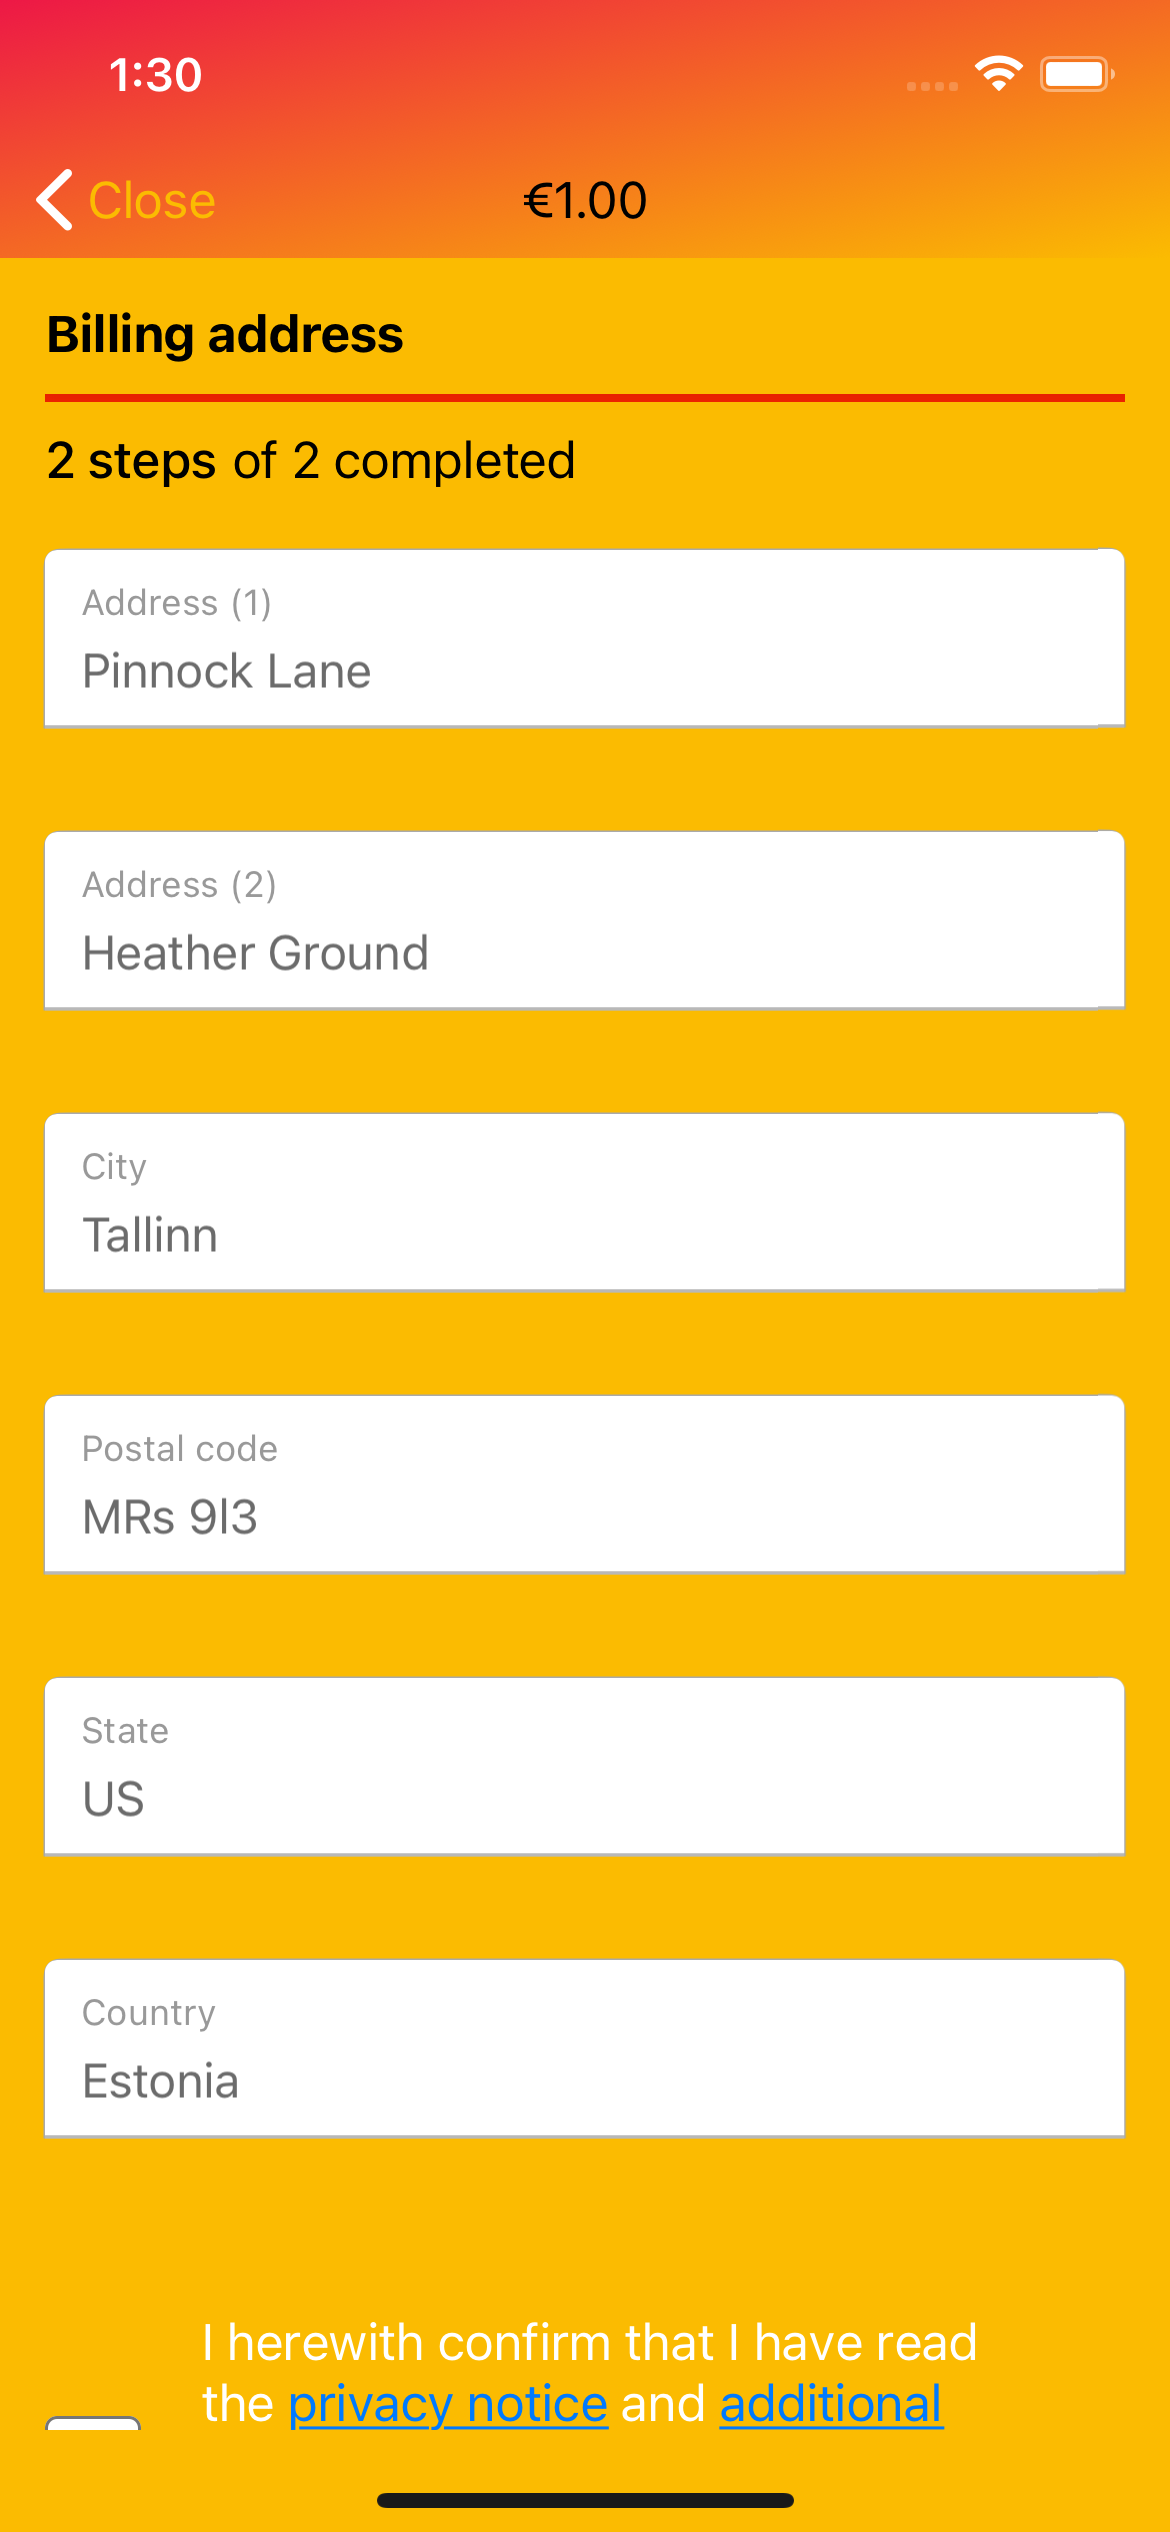 1:30
Close
€1.00
Billing address
2 steps of 2 completed
Address (1)
Pinnock Lane
Address (2)
Heather Ground
City
Tallinn
Postal code
MRs 9l3
State
US
Country
Estonia
I herewith confirm that I have read
the privacy notice and additional